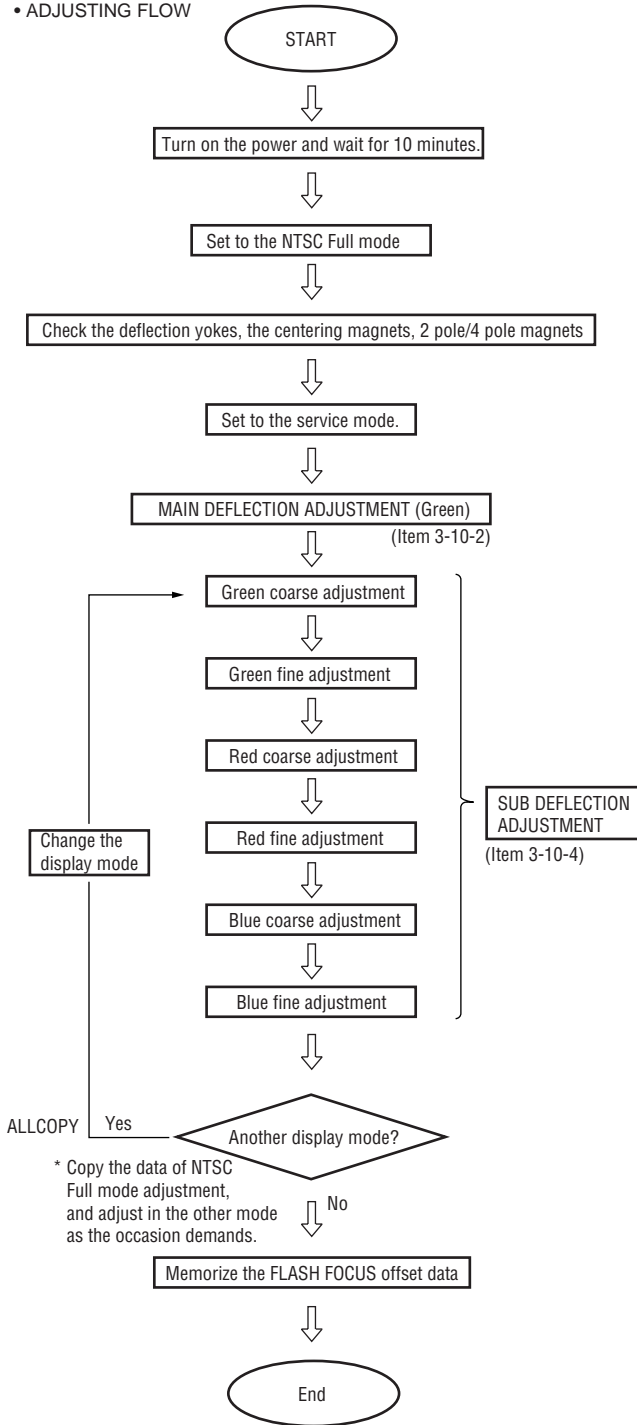 • ADJUSTING FLOW
START
Turn on the power and wait for 10 minutes.
Set to the NTSC Full mode
Check the deflection yokes, the centering magnets, 2 pole/4 pole magnets
Set to the service mode.
MAIN DEFLECTION ADJUSTMENT (Green)
(Item 3-10-2)
Green coarse adjustment
Green fine adjustment
Red coarse adjustment
Red fine adjustment
Blue coarse adjustment
Blue fine adjustment
SUB DEFLECTION
ADJUSTMENT
(Item 3-10-4)
Change the
display mode
ALLCOPY
Yes
Another display mode?
* Copy the data of NTSC
Full mode adjustment,
and adjust in the other mode
as the occasion demands.
No
Memorize the FLASH FOCUS offset data
End